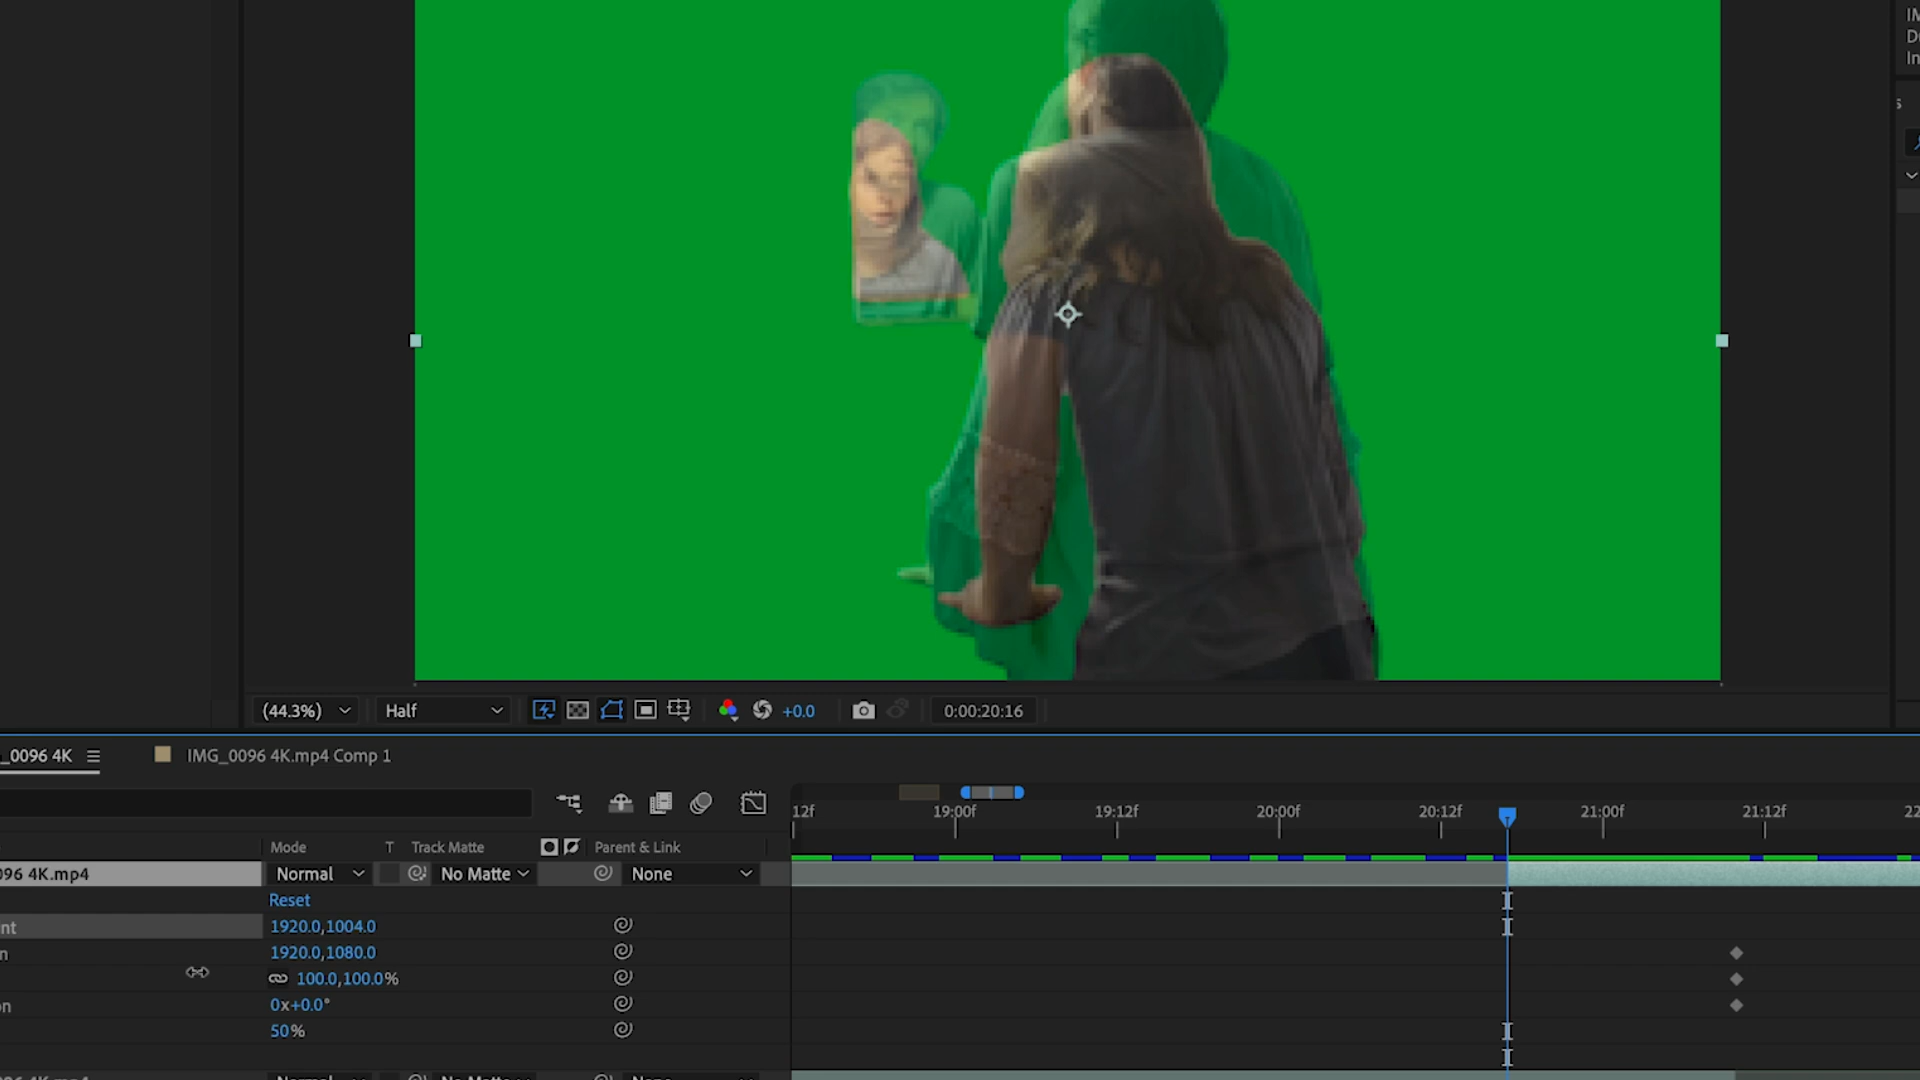 IM
In
s
(44.3%)
Half
+0.0
0:00:20:16
_0096 4K
IMG_0096 4K.mp4 Comp 1
12f
19:00f
19:12f
20:00f
20:12f
21:00f
21:12f
22
Mode
T
Track Matte
Parent & Link
096 4K.mp4
Normal
No Matte
None
Reset
nt
1920.0,1004.0
n
1920.0,1080.0
100.0,100.0%
on
0x+0.0°
50%